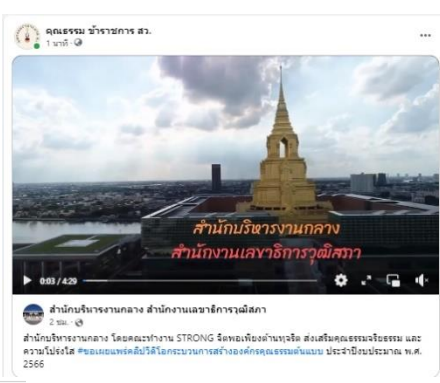 คุณธรรม ข้าราชการ สว.
1 นาที ·
สำนักบริหารงานกลาง
สำนักงานเลขาธิการวุฒิสภา
0:03 / 4:29
สำนักบริหารงานกลาง สำนักงานเลขาธิการวุฒิสภา
2 ชม. ·
สำนักบริหารงานกลาง โดยคณะทำงาน STRONG จิตพอเพียงต้านทุจริต ส่งเสริมคุณธรรมจริยธรรม และ
ความโปร่งใส #ขอเผยแพร่คลิปวิดีโอกระบวนการสร้างองค์กรคุณธรรมต้นแบบ ประจำปีงบประมาณ พ.ศ.
2566